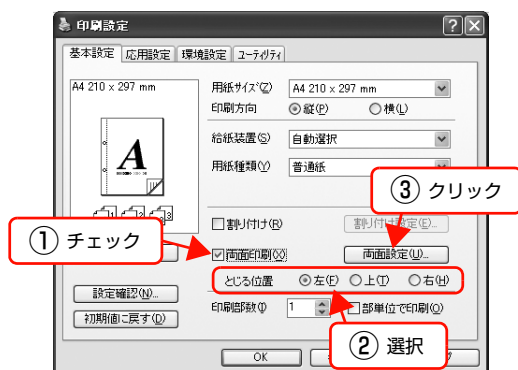 印刷設定
基本設定 応用設定 環境設定 ユーティリティ
A4 210 × 297 mm
用紙サイズ(Z) A4 210 × 297 mm
印刷方向 縦(P) 横(L)
給紙装置(S) 自動選択
用紙種類(Y) 普通紙
A
1 2 3
③ クリック
① チェック
割り付け(R) 割り付け設定(E)...
両面印刷(X) 両面設定(U)...
とじる位置 左(F) 上(T) 右(H)
設定確認(N)...
印刷部数(I) 1 部単位で印刷(O)
初期値に戻す(D)
② 選択
OK